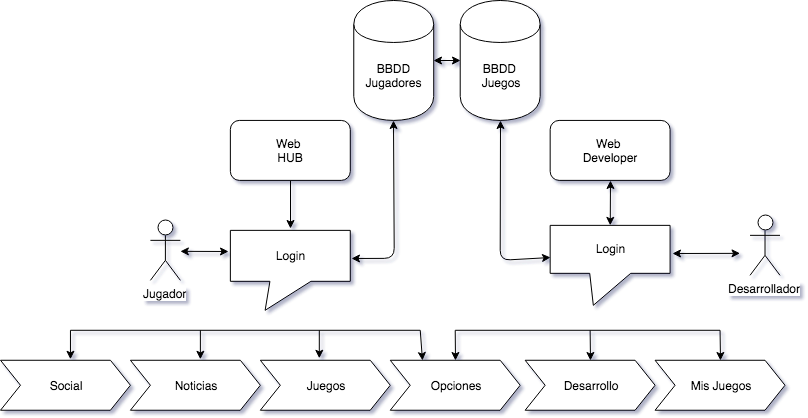 BBDD
Jugadores
BBDD
Juegos
Web
HUB
Web
Developer
Login
Login
Jugador
Desarrollador
Social
Noticias
Juegos
Opciones
Desarrollo
Mis Juegos